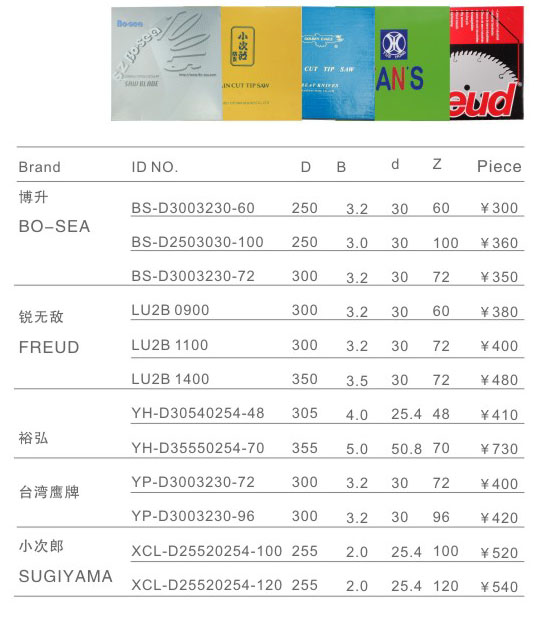 Bo-sea
SZ Bo-sea
SAW BLADE
小次郎
IN CUT TIP SAW
CUT TIP SAW
AN'S
eud
Brand ID NO. D B d Z Piece
博升
BO-SEA
BS-D3003230-60 250 3.2 30 60 ¥300
BS-D2503030-100 250 3.0 30 100 ¥360
BS-D3003230-72 300 3.2 30 72 ¥350
锐无敌
FREUD
LU2B 0900 300 3.2 30 60 ¥380
LU2B 1100 300 3.2 30 72 ¥400
LU2B 1400 350 3.5 30 72 ¥480
裕弘
YH-D30540254-48 305 4.0 25.4 48 ¥410
YH-D35550254-70 355 5.0 50.8 70 ¥730
台湾鹰牌
YP-D3003230-72 300 3.2 30 72 ¥400
YP-D3003230-96 300 3.2 30 96 ¥420
小次郎
SUGIYAMA
XCL-D25520254-100 255 2.0 25.4 100 ¥520
XCL-D25520254-120 255 2.0 25.4 120 ¥540